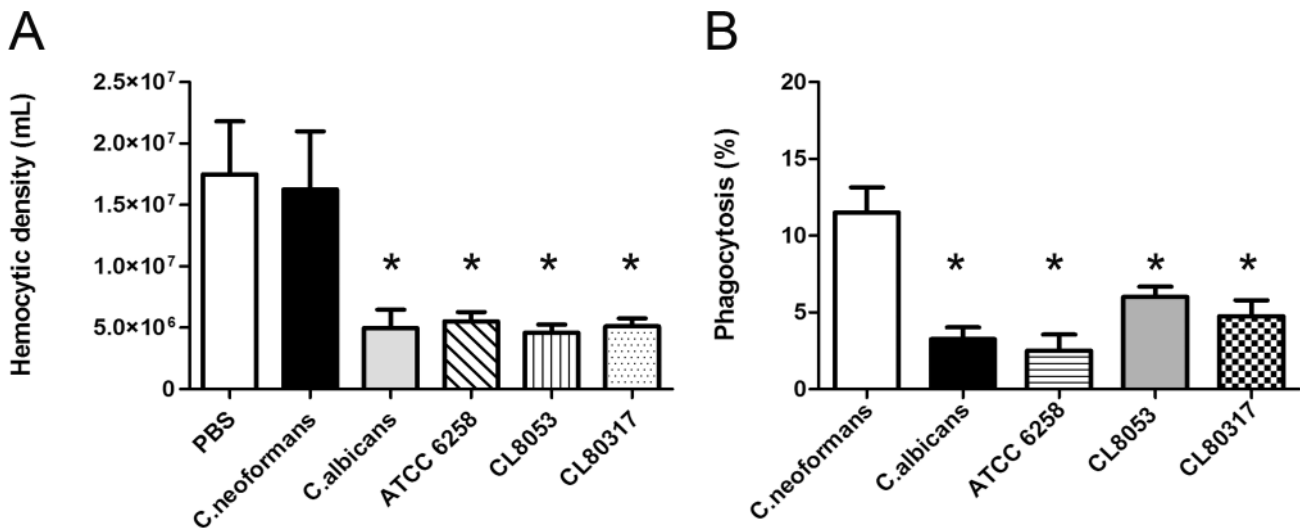 A
Hemocytic density (mL)
2.5×10⁷
2.0×10⁷
1.5×10⁷
1.0×10⁷
5.0×10⁶
0
* * * *
PBS
C.neoformans
C.albicans
ATCC 6258
CL8053
CL80317
B
Phagocytosis (%)
20
15
10
5
0
* * * *
C.neoformans
C.albicans
ATCC 6258
CL8053
CL80317